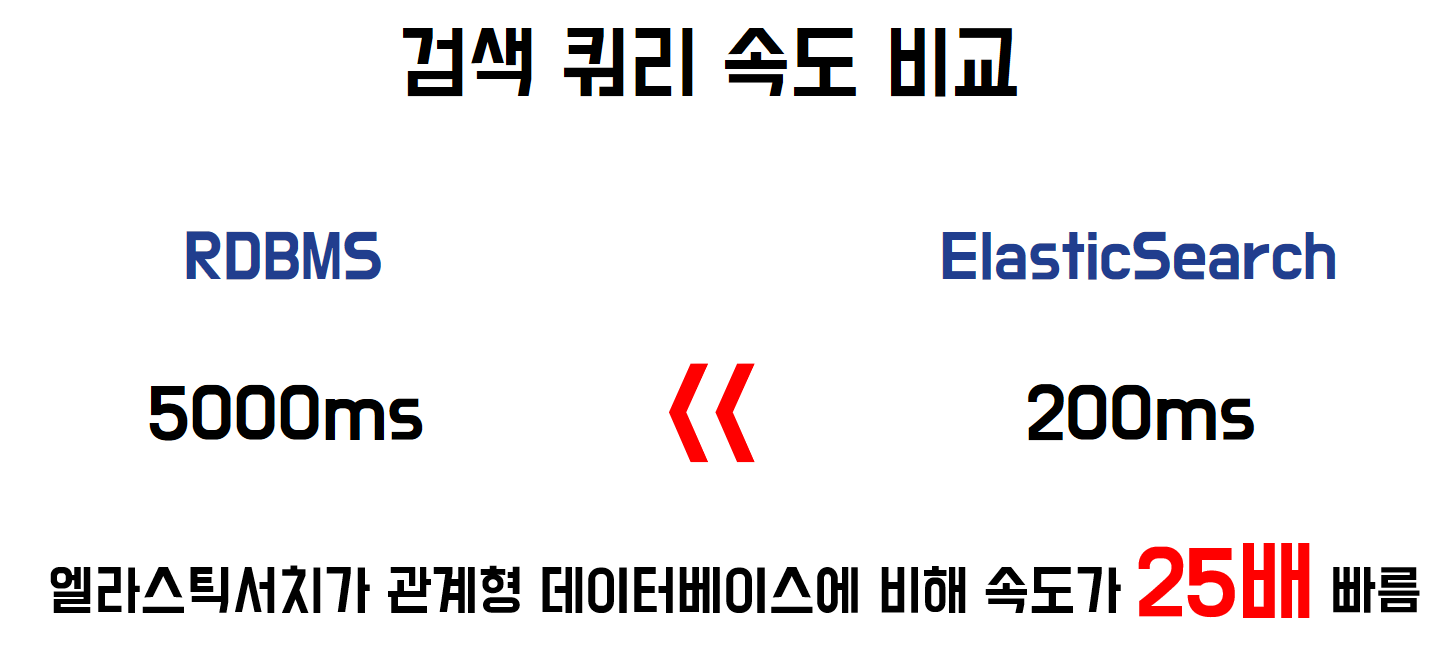 검색 쿼리 속도 비교
RDBMS
ElasticSearch
5000ms
《
200ms
엘라스틱서치가 관계형 데이터베이스에 비해 속도가 25배 빠름